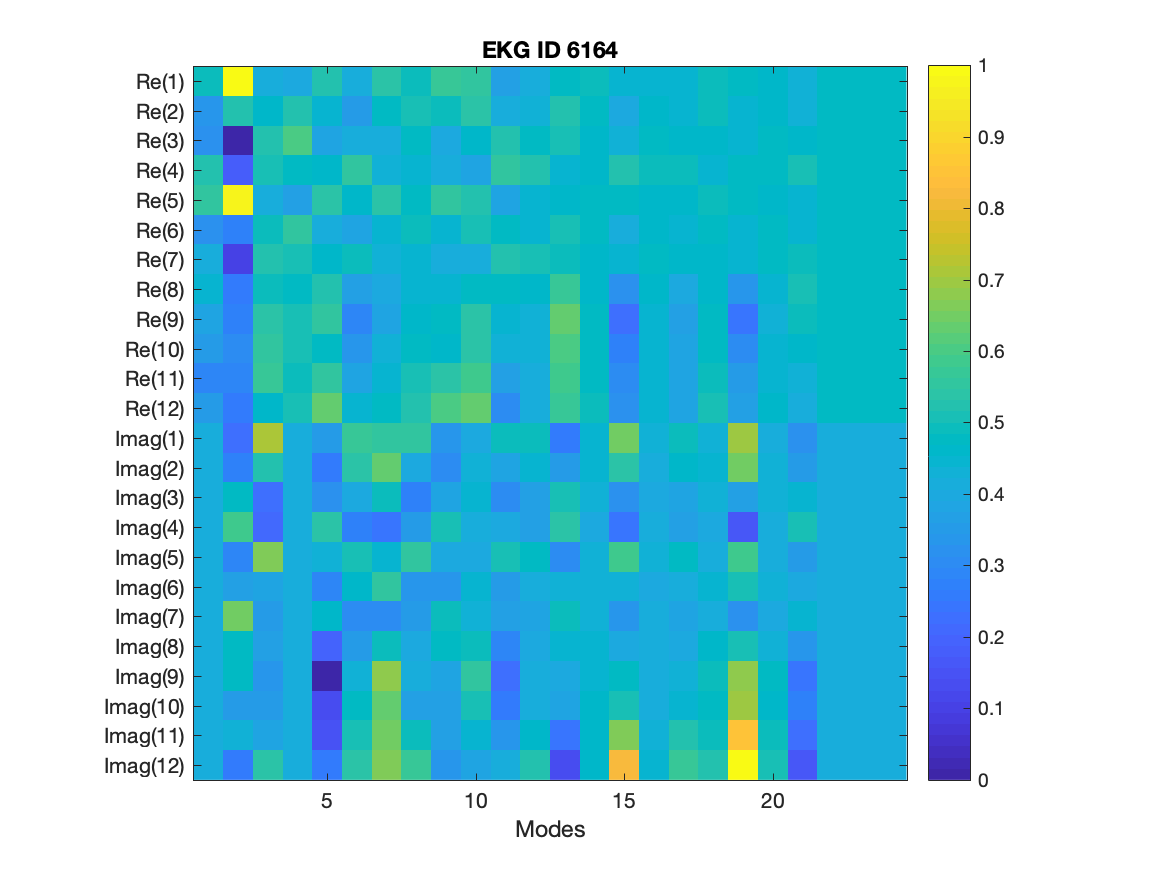 EKG ID 6164
Re(1)
Re(2)
Re(3)
Re(4)
Re(5)
Re(6)
Re(7)
Re(8)
Re(9)
Re(10)
Re(11)
Re(12)
Imag(1)
Imag(2)
Imag(3)
Imag(4)
Imag(5)
Imag(6)
Imag(7)
Imag(8)
Imag(9)
Imag(10)
Imag(11)
Imag(12)
5 10 15 20
Modes
1
0.9
0.8
0.7
0.6
0.5
0.4
0.3
0.2
0.1
0